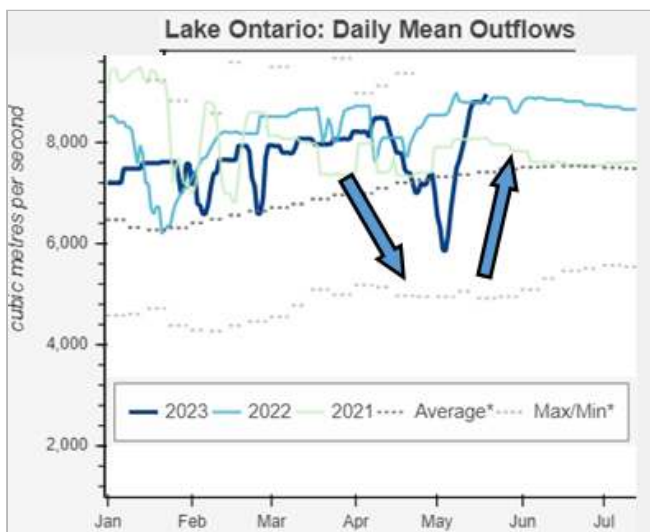 Lake Ontario: Daily Mean Outflows
cubic metres per second
8,000
6,000
4,000
2,000
2023 2022 2021 Average* Max/Min*
Jan Feb Mar Apr May Jun Jul